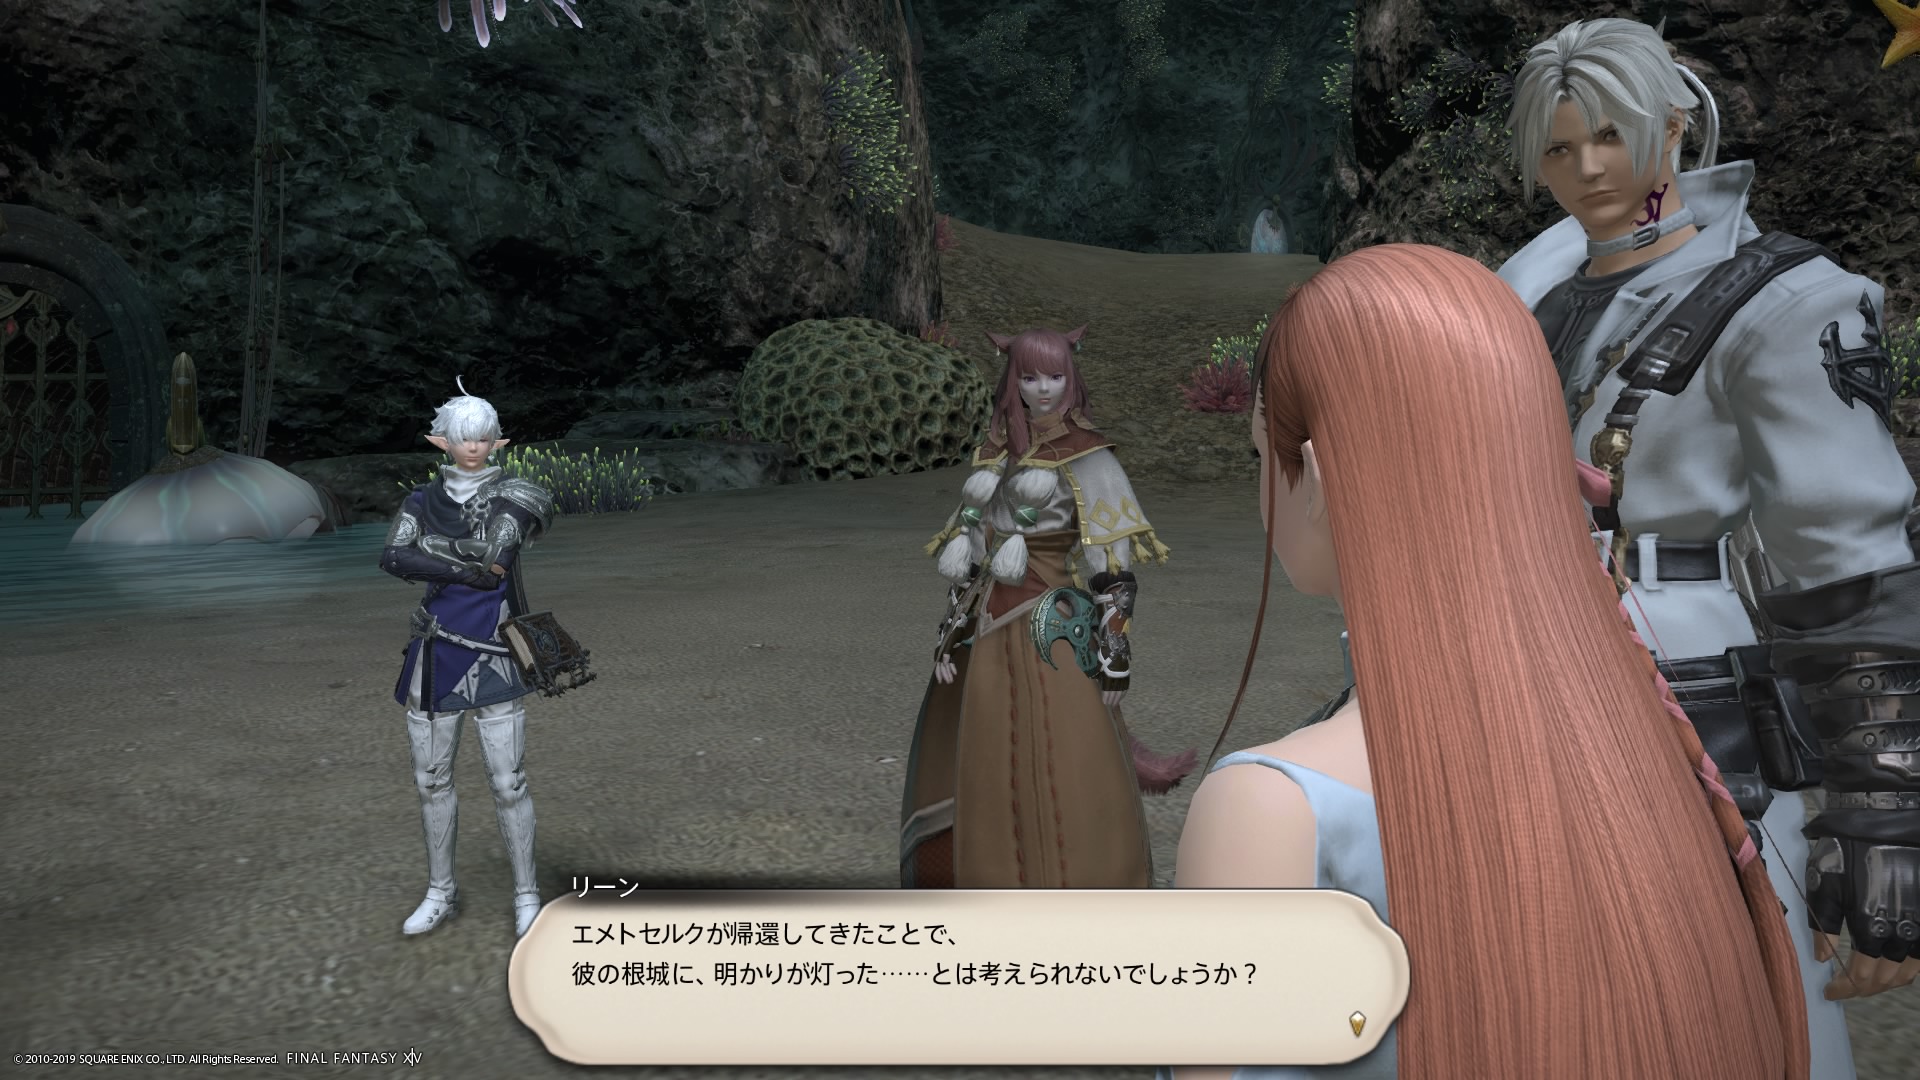 リーン
エメトセルクが帰還してきたことで、
彼の根城に、明かりが灯った……とは考えられないでしょうか？
© 2010-2019 SQUARE ENIX CO., LTD. All Rights Reserved. FINAL FANTASY XIV